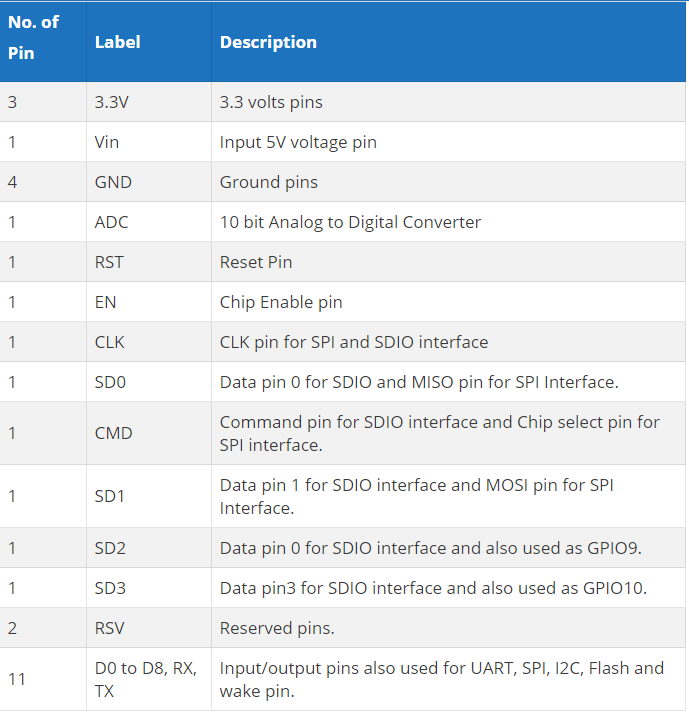 No. of
Pin Label Description
3 3.3V 3.3 volts pins
1 Vin Input 5V voltage pin
4 GND Ground pins
1 ADC 10 bit Analog to Digital Converter
1 RST Reset Pin
1 EN Chip Enable pin
1 CLK CLK pin for SPI and SDIO interface
1 SD0 Data pin 0 for SDIO and MISO pin for SPI Interface.
1 CMD Command pin for SDIO interface and Chip select pin for
SPI interface.
1 SD1 Data pin 1 for SDIO interface and MOSI pin for SPI
Interface.
1 SD2 Data pin 0 for SDIO interface and also used as GPIO9.
1 SD3 Data pin3 for SDIO interface and also used as GPIO10.
2 RSV Reserved pins.
11 D0 to D8, RX, Input/output pins also used for UART, SPI, I2C, Flash and
TX wake pin.